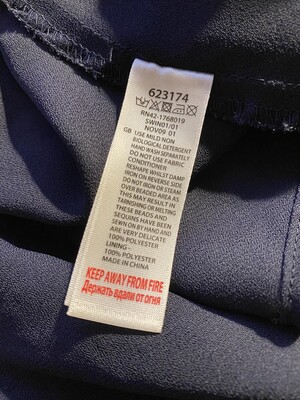 623174
RN42-1768019
SWIN01/01
NOV09 01
GB USE MILD NON
BIOLOGICAL DETERGENT
HAND WASH SEPARATELY
DO NOT USE FABRIC
CONDITIONER
RESHAPE WHILST DAMP
IRON ON REVERSE SIDE
DO NOT IRON OR STEAM
OVER BEADED AREA AS
THIS MAY RESULT IN
TARNISHING OR MELTING
THESE BEADS AND
SEQUINS HAVE BEEN
SEWN ON BY HAND AND
ARE VERY DELICATE
100% POLYESTER
LINING -
100% POLYESTER
MADE IN CHINA
KEEP AWAY FROM FIRE
Держать вдали от огня